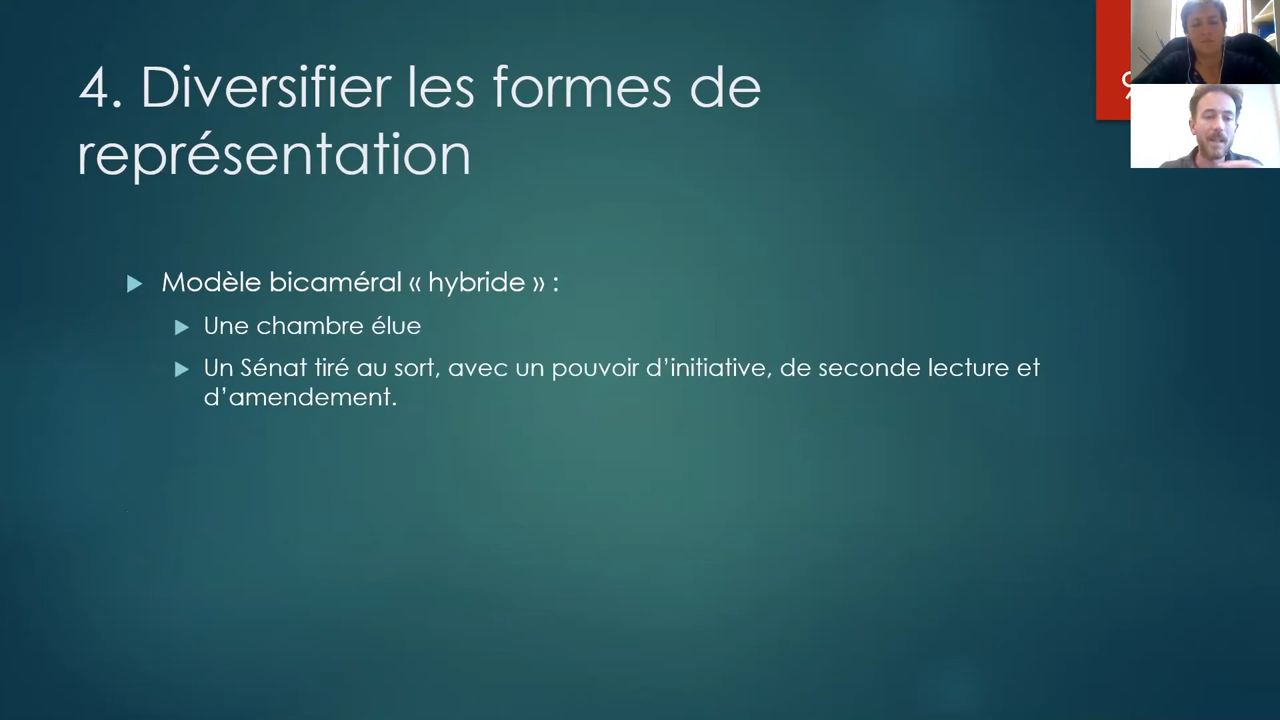 4. Diversifier les formes de
représentation
Modèle bicaméral « hybride » :
Une chambre élue
Un Sénat tiré au sort, avec un pouvoir d’initiative, de seconde lecture et
d’amendement.